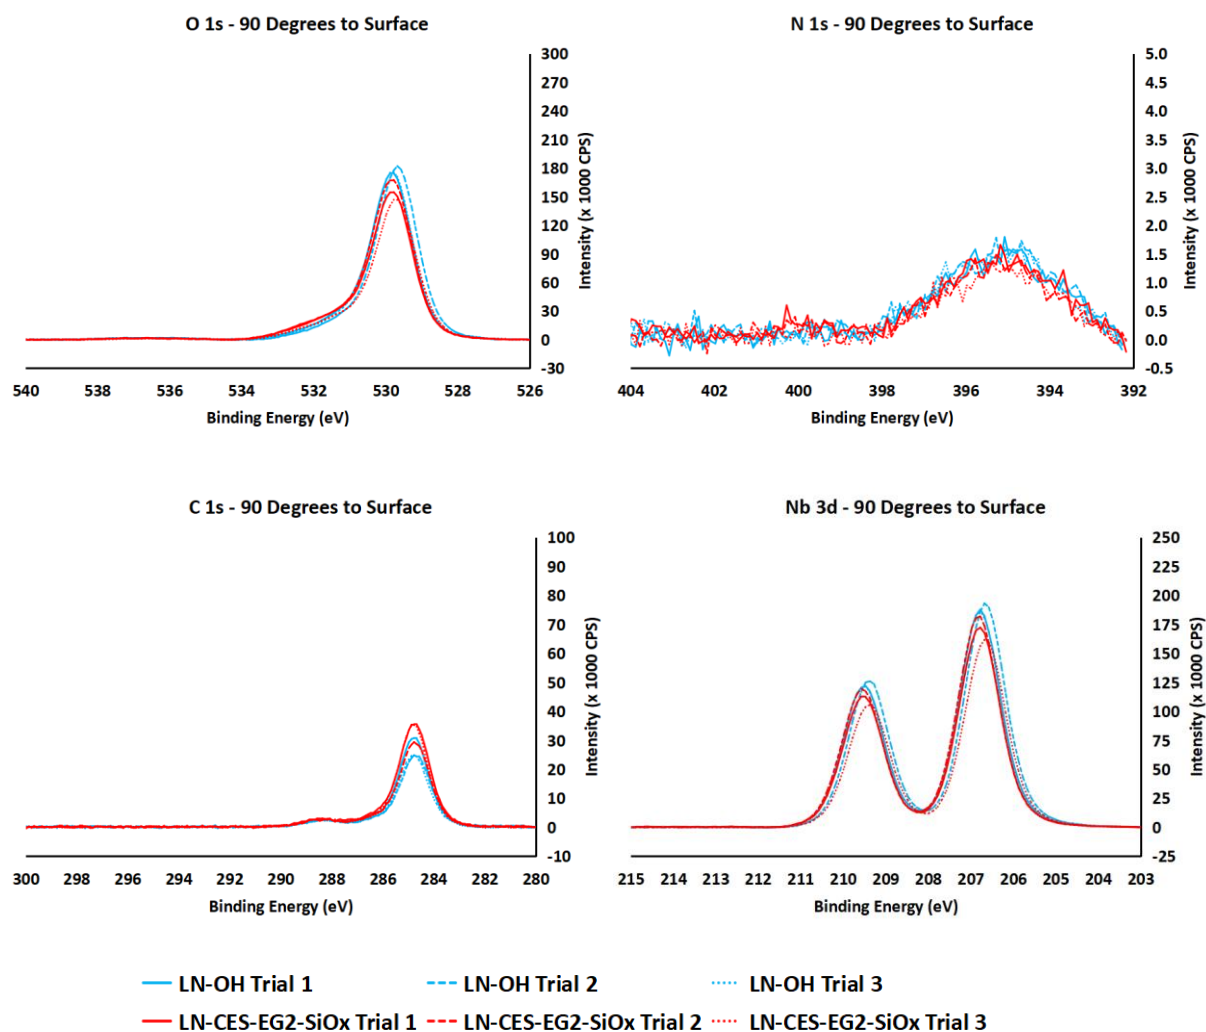 O 1s - 90 Degrees to Surface
300
270
240
210
180
150
120
90
60
30
0
-30
Intensity (x 1000 CPS)
540 538 536 534 532 530 528 526
Binding Energy (eV)
N 1s - 90 Degrees to Surface
5.0
4.5
4.0
3.5
3.0
2.5
2.0
1.5
1.0
0.5
0.0
-0.5
Intensity (x 1000 CPS)
404 402 400 398 396 394 392
Binding Energy (eV)
C 1s - 90 Degrees to Surface
100
90
80
70
60
50
40
30
20
10
0
-10
Intensity (x 1000 CPS)
300 298 296 294 292 290 288 286 284 282 280
Binding Energy (eV)
Nb 3d - 90 Degrees to Surface
250
225
200
175
150
125
100
75
50
25
0
-25
Intensity (x 1000 CPS)
215 214 213 212 211 210 209 208 207 206 205 204 203
Binding Energy (eV)
LN-OH Trial 1 LN-OH Trial 2 LN-OH Trial 3
LN-CES-EG2-SiOx Trial 1 LN-CES-EG2-SiOx Trial 2 LN-CES-EG2-SiOx Trial 3